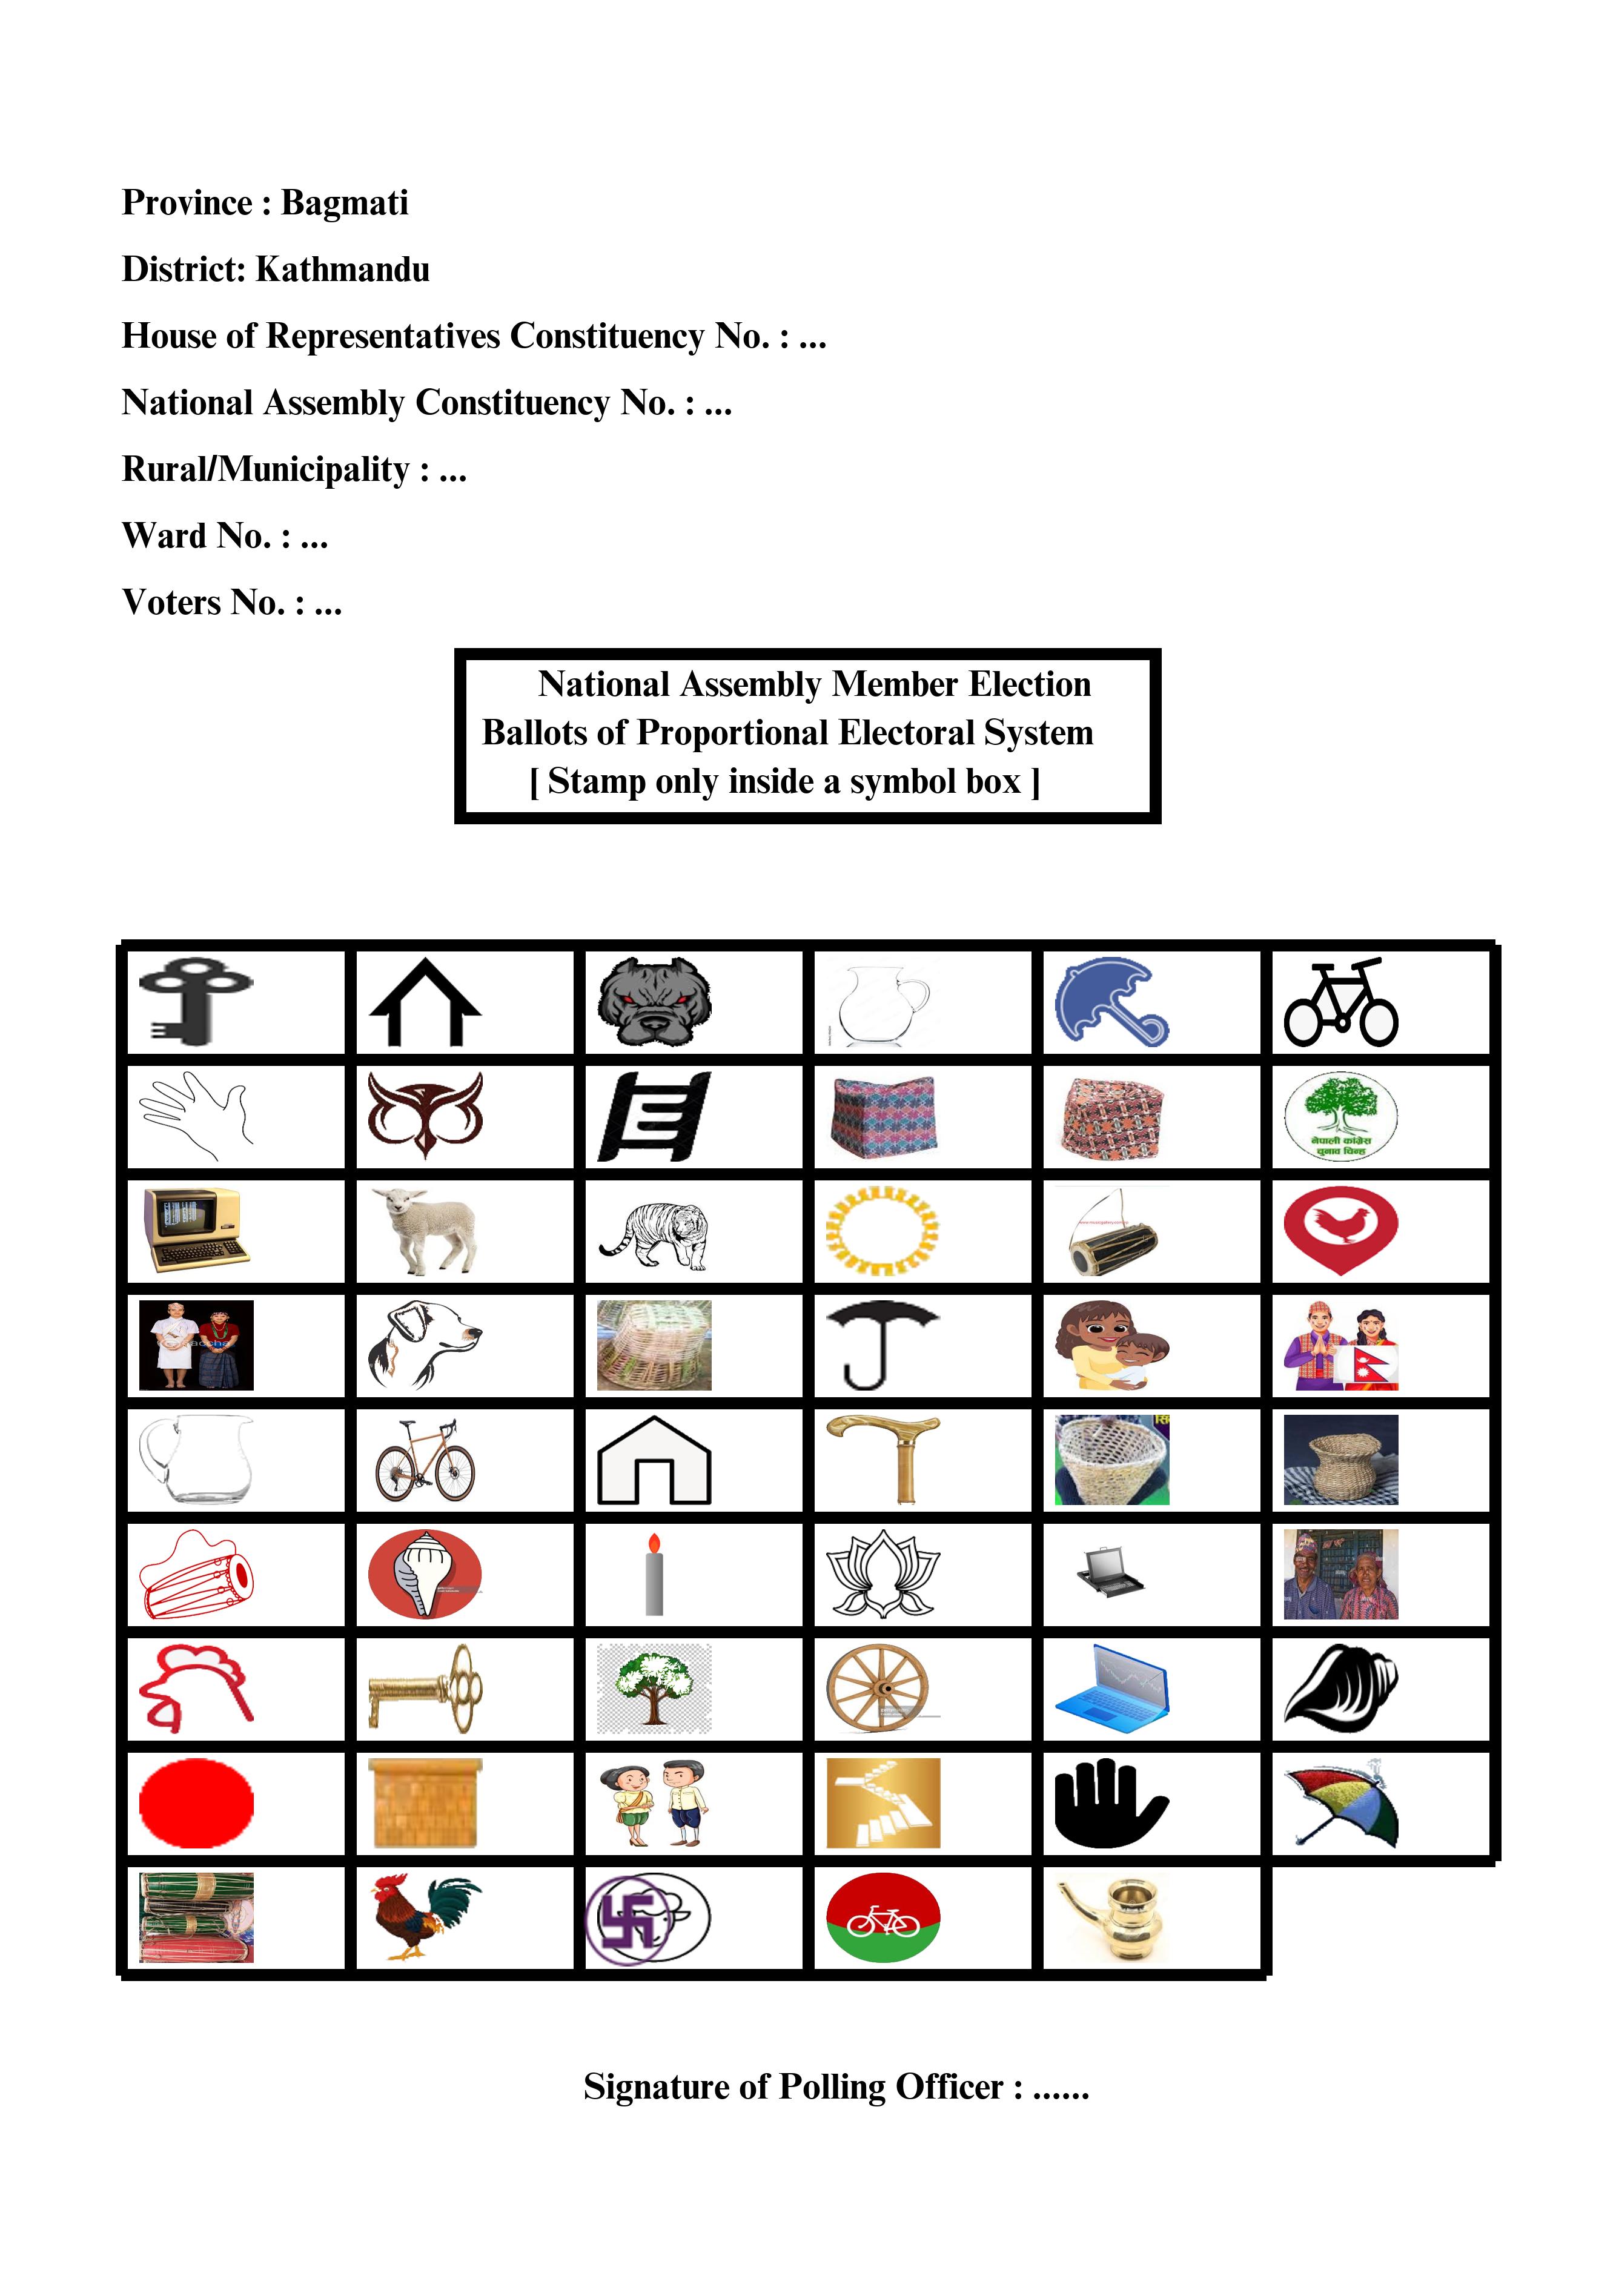 Province : Bagmati
District: Kathmandu
House of Representatives Constituency No. : ...
National Assembly Constituency No. : ...
Rural/Municipality : ...
Ward No. : ...
Voters No. : ...
National Assembly Member Election
Ballots of Proportional Electoral System
[ Stamp only inside a symbol box ]
नेपाली कांग्रेस
चुनाव चिन्ह
Signature of Polling Officer : ......